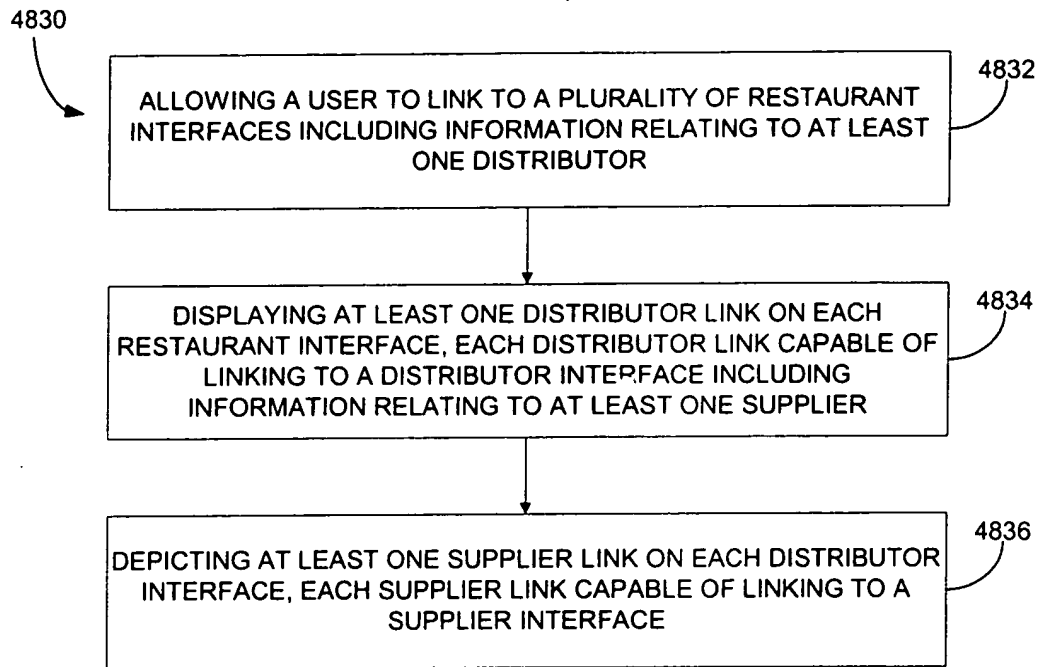 4830
4832
ALLOWING A USER TO LINK TO A PLURALITY OF RESTAURANT
INTERFACES INCLUDING INFORMATION RELATING TO AT LEAST
ONE DISTRIBUTOR
4834
DISPLAYING AT LEAST ONE DISTRIBUTOR LINK ON EACH
RESTAURANT INTERFACE, EACH DISTRIBUTOR LINK CAPABLE OF
LINKING TO A DISTRIBUTOR INTERFACE INCLUDING
INFORMATION RELATING TO AT LEAST ONE SUPPLIER
4836
DEPICTING AT LEAST ONE SUPPLIER LINK ON EACH DISTRIBUTOR
INTERFACE, EACH SUPPLIER LINK CAPABLE OF LINKING TO A
SUPPLIER INTERFACE